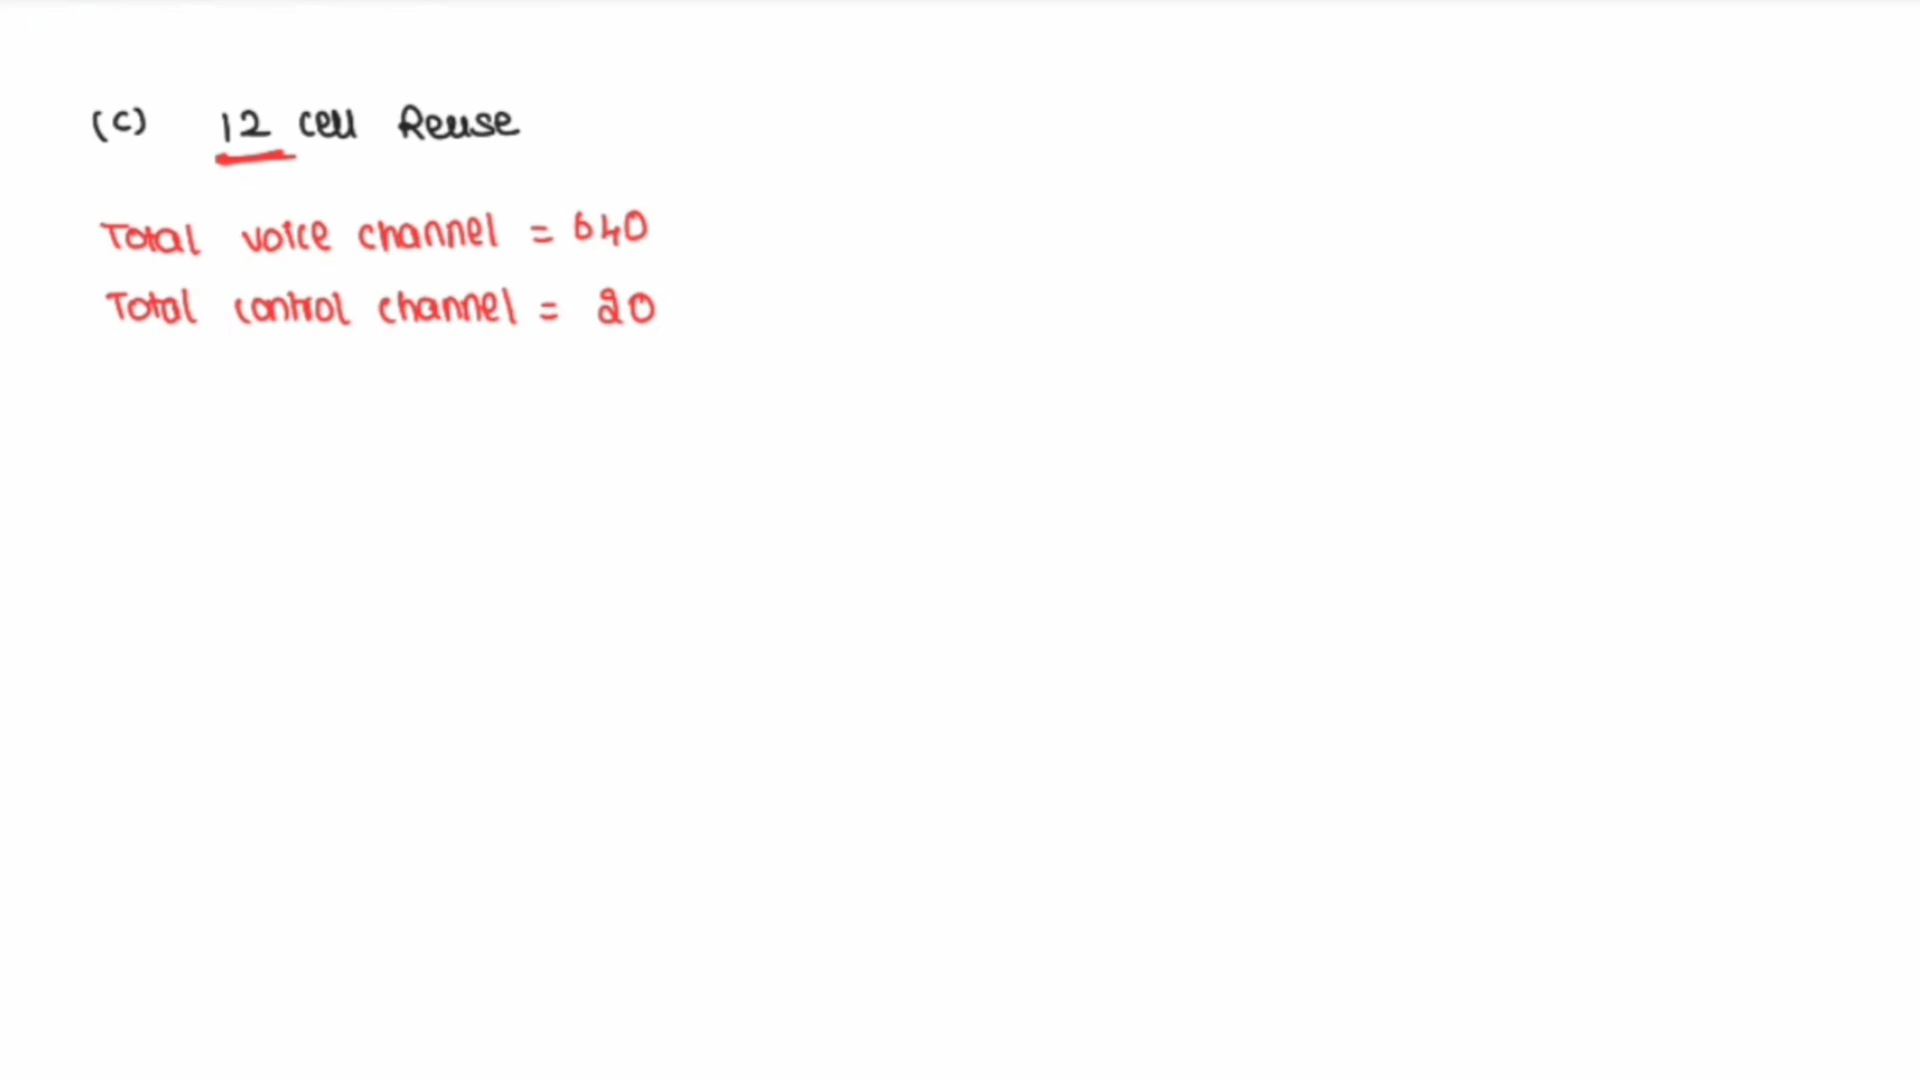 (C) 12 cell Reuse
Total voice channel = 640
Total control channel = 20